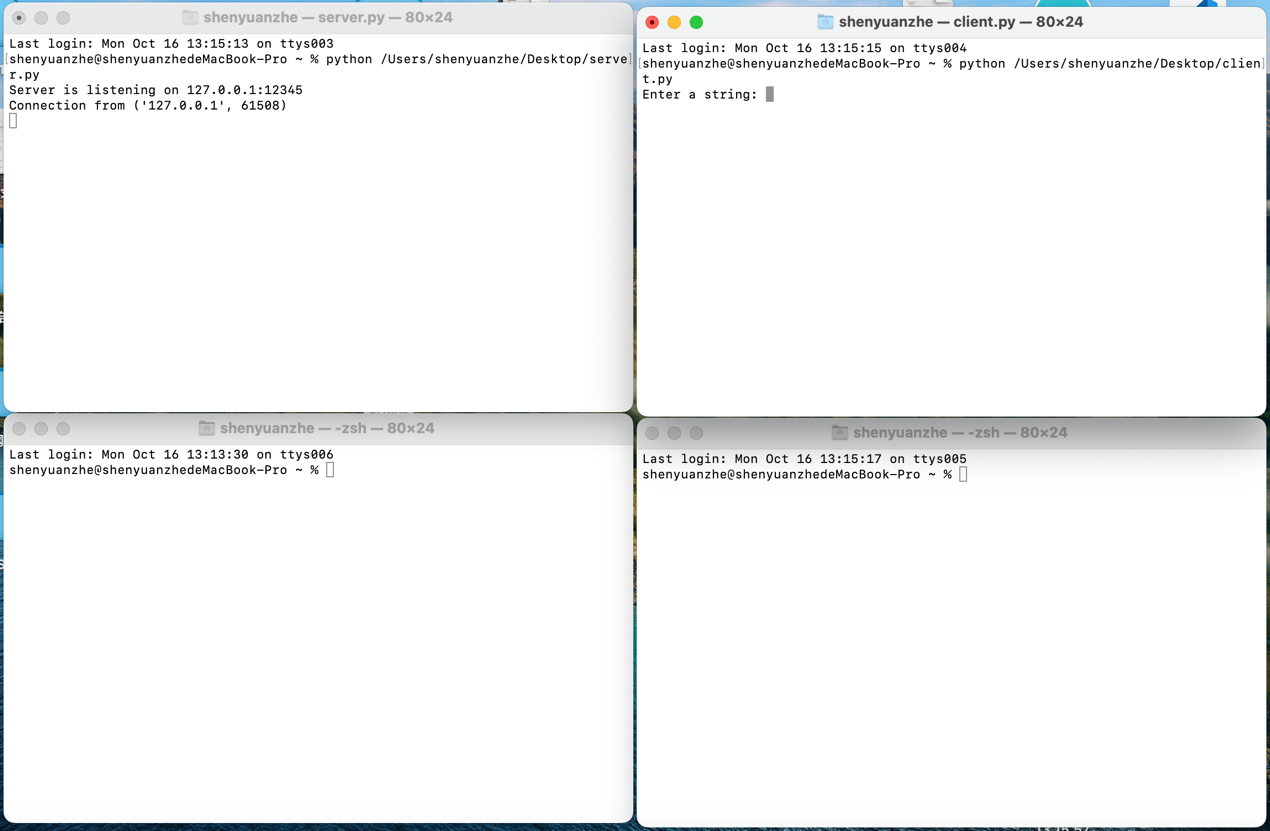 shenyuanzhe — server.py — 80×24
Last login: Mon Oct 16 13:15:13 on ttys003
[shenyuanzhe@shenyuanzhedeMacBook-Pro ~ % python /Users/shenyuanzhe/Desktop/serve]
r.py
Server is listening on 127.0.0.1:12345
Connection from ('127.0.0.1', 61508)
shenyuanzhe — client.py — 80×24
Last login: Mon Oct 16 13:15:15 on ttys004
[shenyuanzhe@shenyuanzhedeMacBook-Pro ~ % python /Users/shenyuanzhe/Desktop/clien]
t.py
Enter a string:
shenyuanzhe — -zsh — 80×24
Last login: Mon Oct 16 13:13:30 on ttys006
shenyuanzhe@shenyuanzhedeMacBook-Pro ~ %
shenyuanzhe — -zsh — 80×24
Last login: Mon Oct 16 13:15:17 on ttys005
shenyuanzhe@shenyuanzhedeMacBook-Pro ~ %